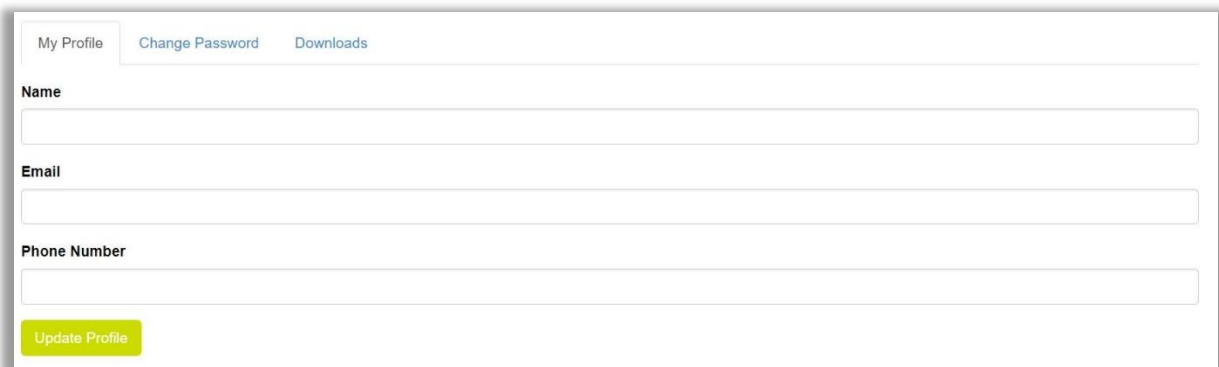 My Profile Change Password Downloads
Name
Email
Phone Number
Update Profile